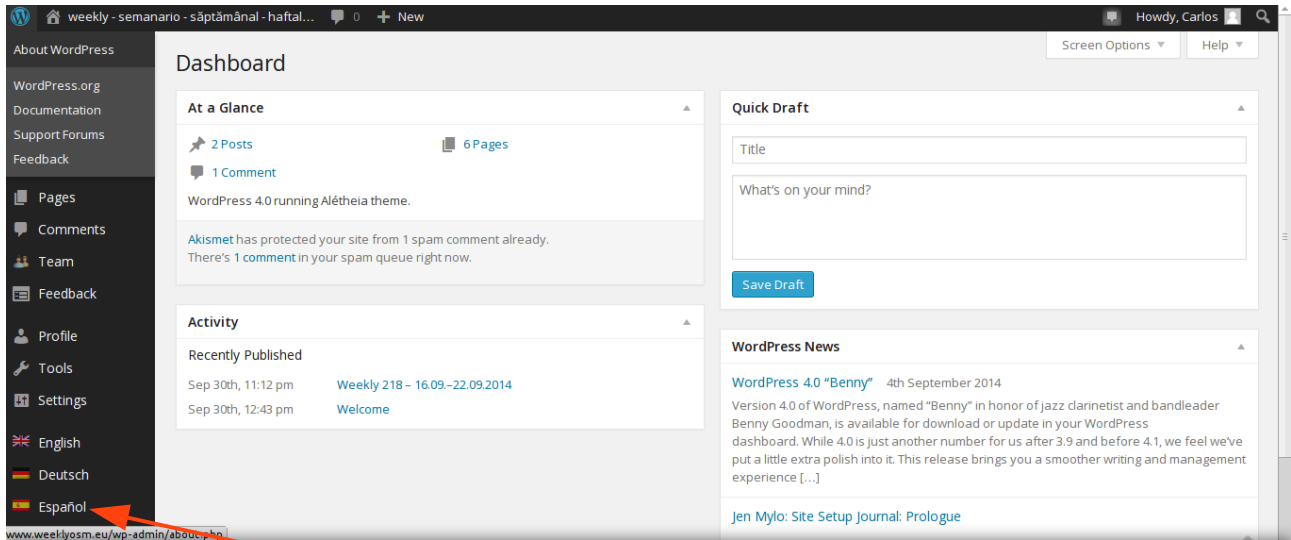 weekly - semanario - săptămânal - haftal... 0 + New Howdy, Carlos
About WordPress
WordPress.org
Documentation
Support Forums
Feedback
Pages
Comments
Team
Feedback
Profile
Tools
Settings
English
Deutsch
Español
www.weeklyosm.eu/wp-admin/about.php
Screen Options Help
Dashboard
At a Glance
2 Posts 6 Pages
1 Comment
WordPress 4.0 running Alétheia theme.
Akismet has protected your site from 1 spam comment already.
There's 1 comment in your spam queue right now.
Activity
Recently Published
Sep 30th, 11:12 pm Weekly 218 – 16.09.–22.09.2014
Sep 30th, 12:43 pm Welcome
Quick Draft
Title
What's on your mind?
Save Draft
WordPress News
WordPress 4.0 “Benny” 4th September 2014
Version 4.0 of WordPress, named “Benny” in honor of jazz clarinetist and bandleader
Benny Goodman, is available for download or update in your WordPress
dashboard. While 4.0 is just another number for us after 3.9 and before 4.1, we feel we've
put a little extra polish into it. This release brings you a smoother writing and management
experience […]
Jen Mylo: Site Setup Journal: Prologue